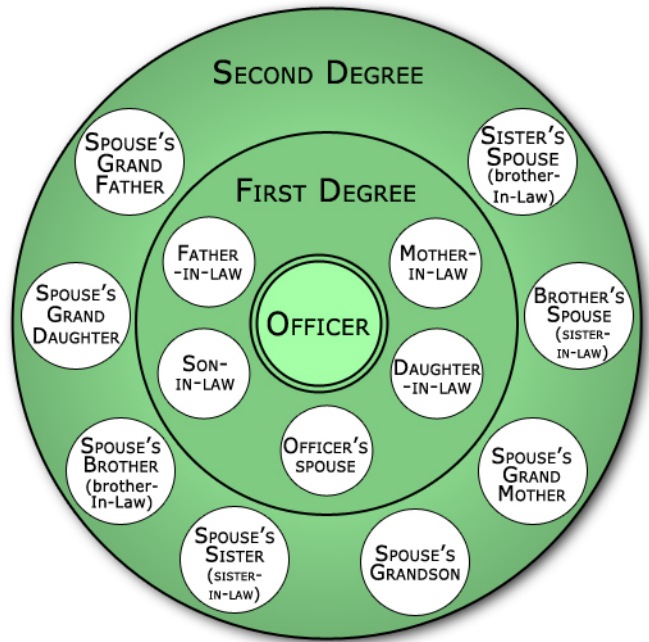 SECOND DEGREE
SPOUSE'S
GRAND
FATHER
SISTER'S
SPOUSE
(brother-
In-Law)
FIRST DEGREE
FATHER
-IN-LAW
MOTHER-
IN-LAW
SPOUSE'S
GRAND
DAUGHTER
OFFICER
BROTHER'S
SPOUSE
(SISTER-
IN-LAW)
SON-
IN-LAW
DAUGHTER
-IN-LAW
OFFICER'S
SPOUSE
SPOUSE'S
BROTHER
(brother-
In-Law)
SPOUSE'S
GRAND
MOTHER
SPOUSE'S
SISTER
(SISTER-
IN-LAW)
SPOUSE'S
GRANDSON